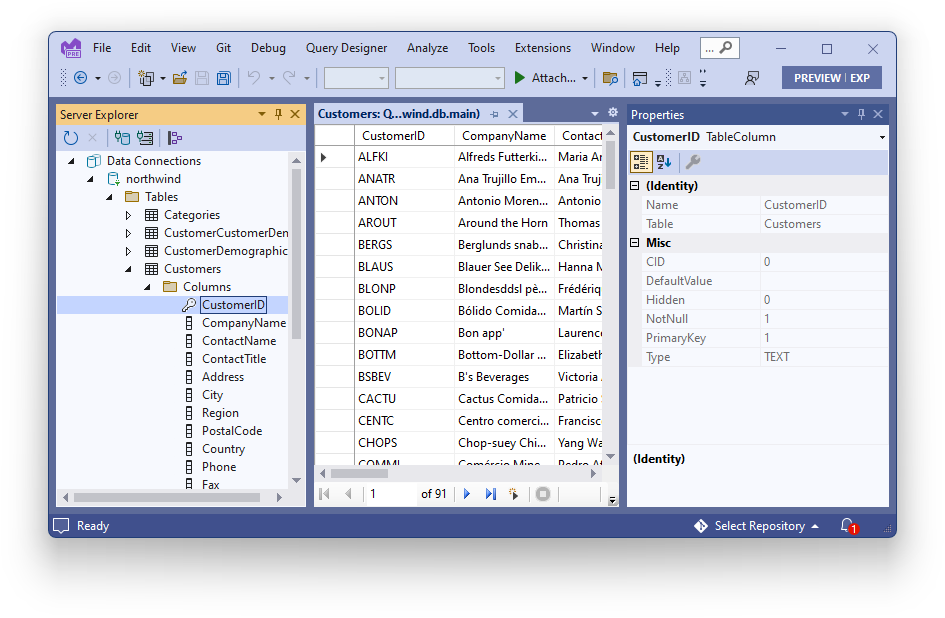 File Edit View Git Debug Query Designer Analyze Tools Extensions Window Help ...
Attach... PREVIEW | EXP
Server Explorer
Data Connections
northwind
Tables
Categories
CustomerCustomerDen
CustomerDemographic
Customers
Columns
CustomerID
CompanyName
ContactName
ContactTitle
Address
City
Region
PostalCode
Country
Phone
Fax
Customers: Q...wind.db.main)
CustomerID CompanyName Contact
ALFKI Alfreds Futterki... Maria An
ANATR Ana Trujillo Em... Ana Truj
ANTON Antonio Moren... Antonio
AROUT Around the Horn Thomas
BERGS Berglunds snab... Christina
BLAUS Blauer See Delik... Hanna M
BLONP Blondesddsl pè... Frédériq
BOLID Bólido Comida... Martín S
BONAP Bon app' Laurence
BOTTM Bottom-Dollar ... Elizabeth
BSBEV B's Beverages Victoria
CACTU Cactus Comida... Patricio
CENTC Centro comerci... Francisc
CHOPS Chop-suey Chi... Yang Wa
COMMI Comércio Mine... Pedro Af
1 of 91
Properties
CustomerID TableColumn
(Identity)
Name CustomerID
Table Customers
Misc
CID 0
DefaultValue
Hidden 0
NotNull 1
PrimaryKey 1
Type TEXT
(Identity)
Ready Select Repository 1